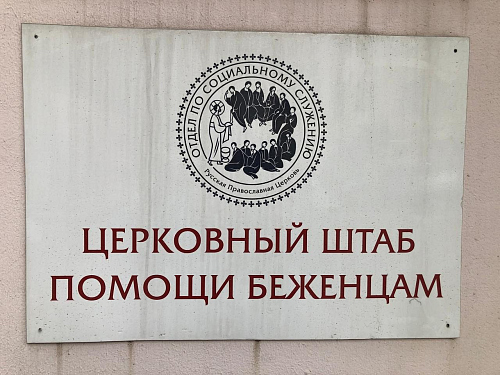 ОТДЕЛ ПО СОЦИАЛЬНОМУ СЛУЖЕНИЮ
Русская Православная Церковь
ЦЕРКОВНЫЙ ШТАБ
ПОМОЩИ БЕЖЕНЦАМ